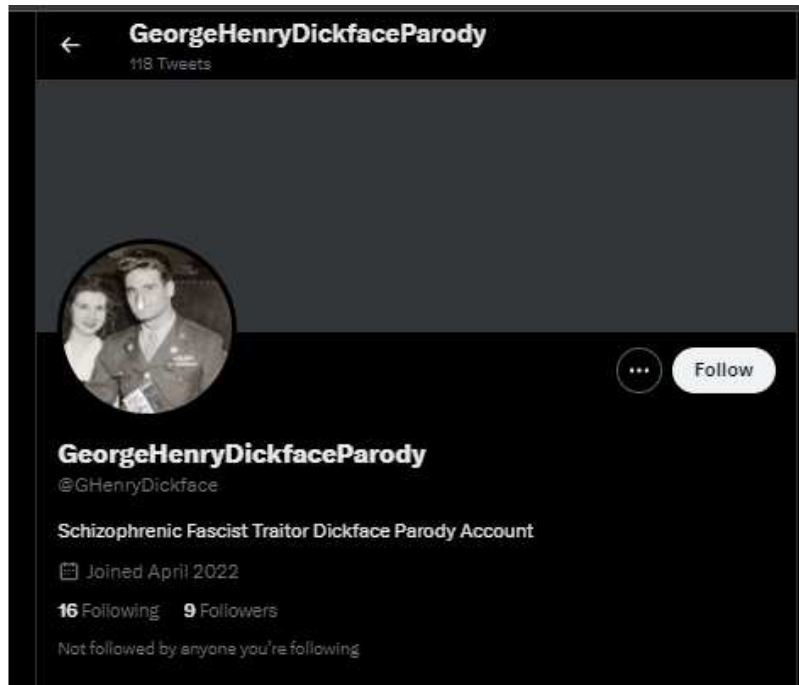 GeorgeHenryDickfaceParody
118 Tweets
Follow
GeorgeHenryDickfaceParody
@GHenryDickface
Schizophrenic Fascist Traitor Dickface Parody Account
Joined April 2022
16 Following 9 Followers
Not followed by anyone you're following